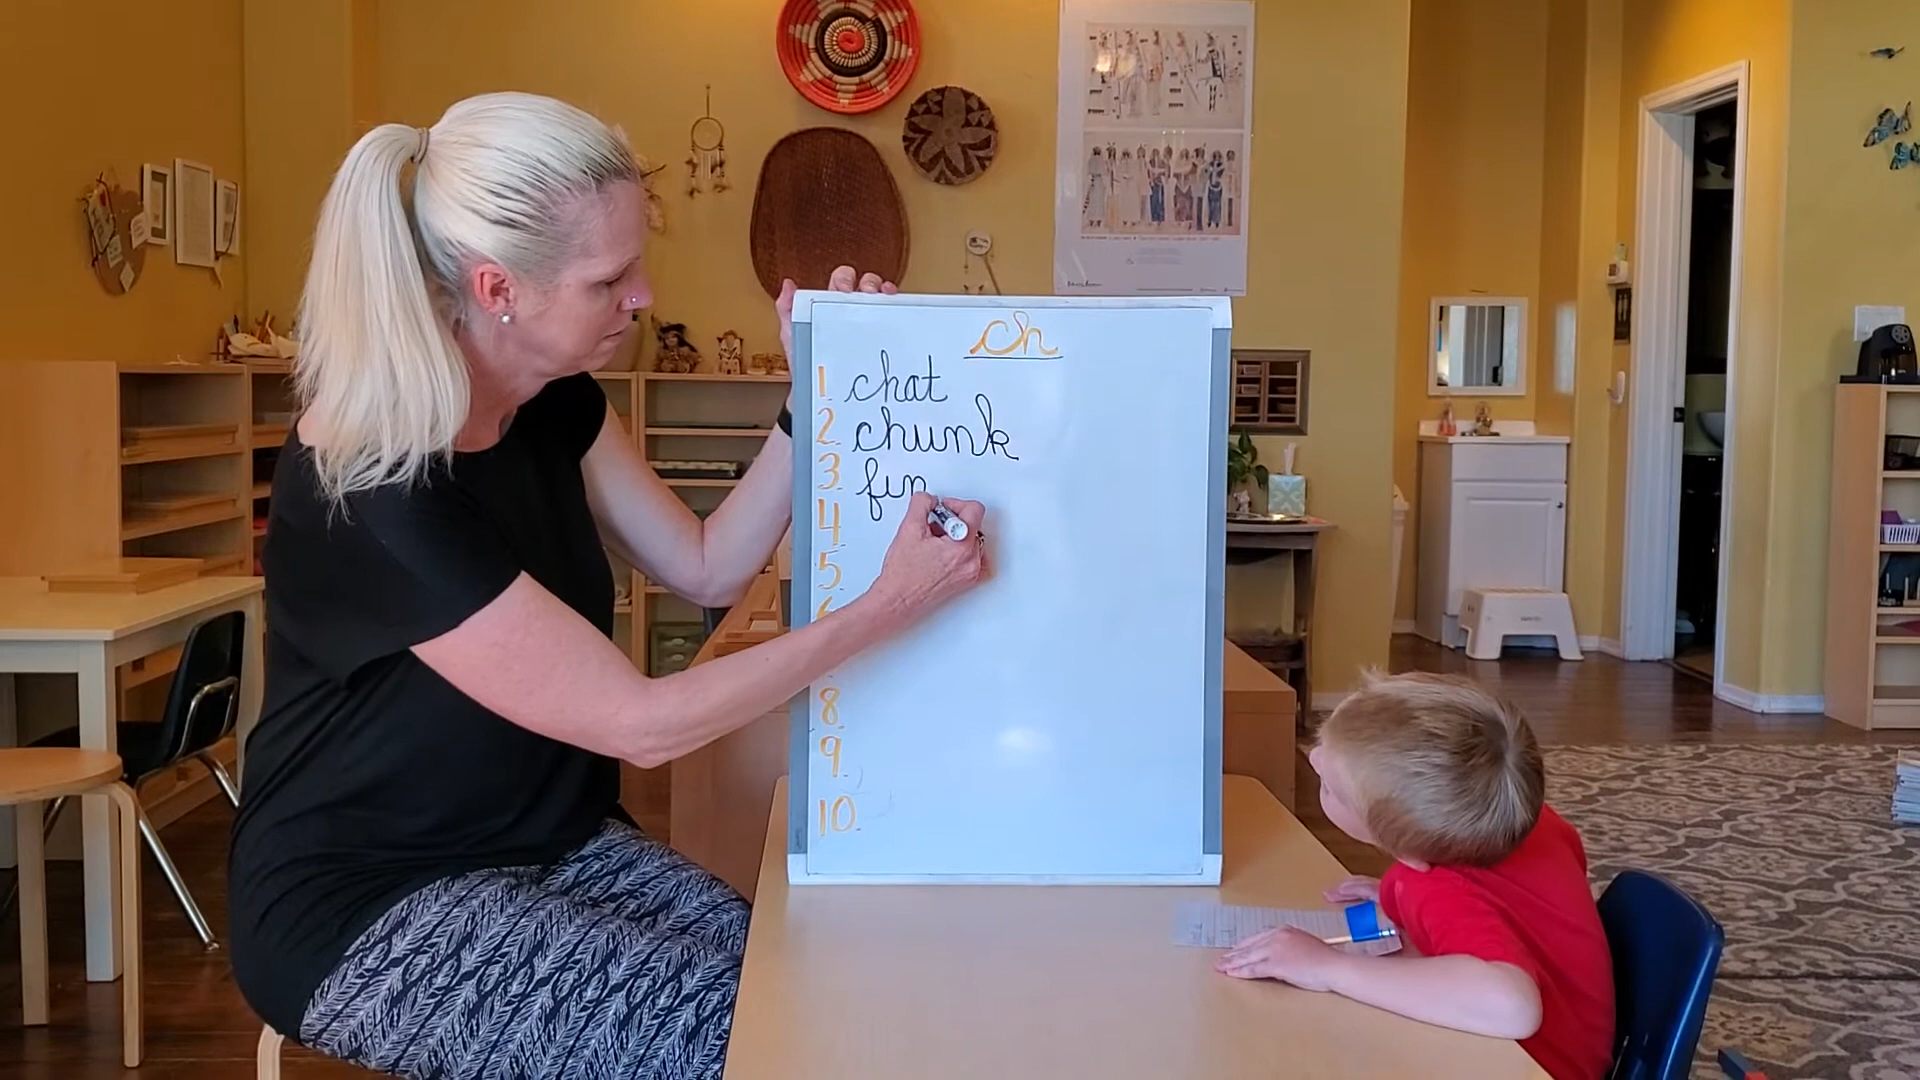 ch
1. chat
2. chunk
3. fin
4.
5.
8.
9.
10.